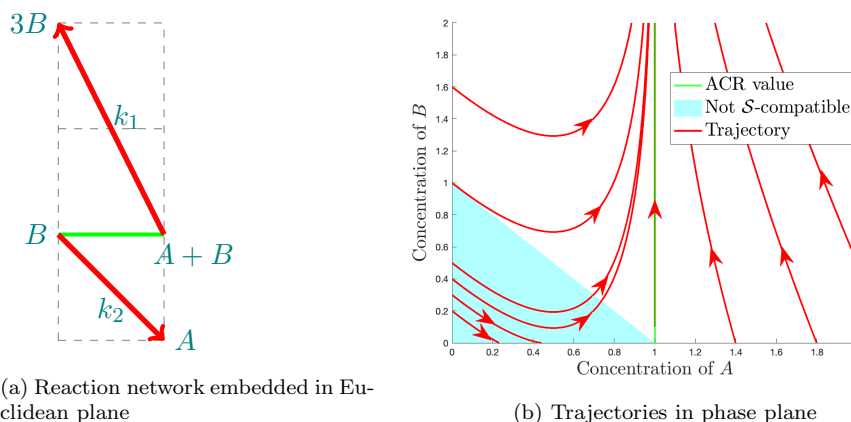 3B
k₁
B
A + B
k₂
A
(a) Reaction network embedded in Eu-
clidean plane
Concentration of B
2
1.8
1.6
1.4
1.2
1
0.8
0.6
0.4
0.2
0
0 0.2 0.4 0.6 0.8 1 1.2 1.4 1.6 1.8
Concentration of A
ACR value
Not 𝒮-compatible
Trajectory
(b) Trajectories in phase plane